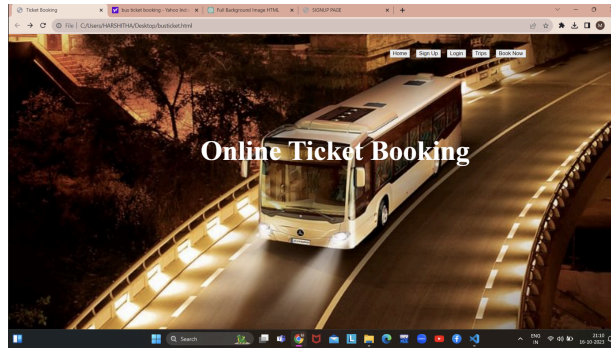 Ticket Booking
bus ticket booking - Yahoo
Full Background Image HTML
SIGNUP PAGE
File
C:/Users/HARSHITHA/Desktop/busticket.html
Home
Sign Up
Login
Trips
Book Now
Online Ticket Booking
Search
ENG
IN
21:10
16-10-2023